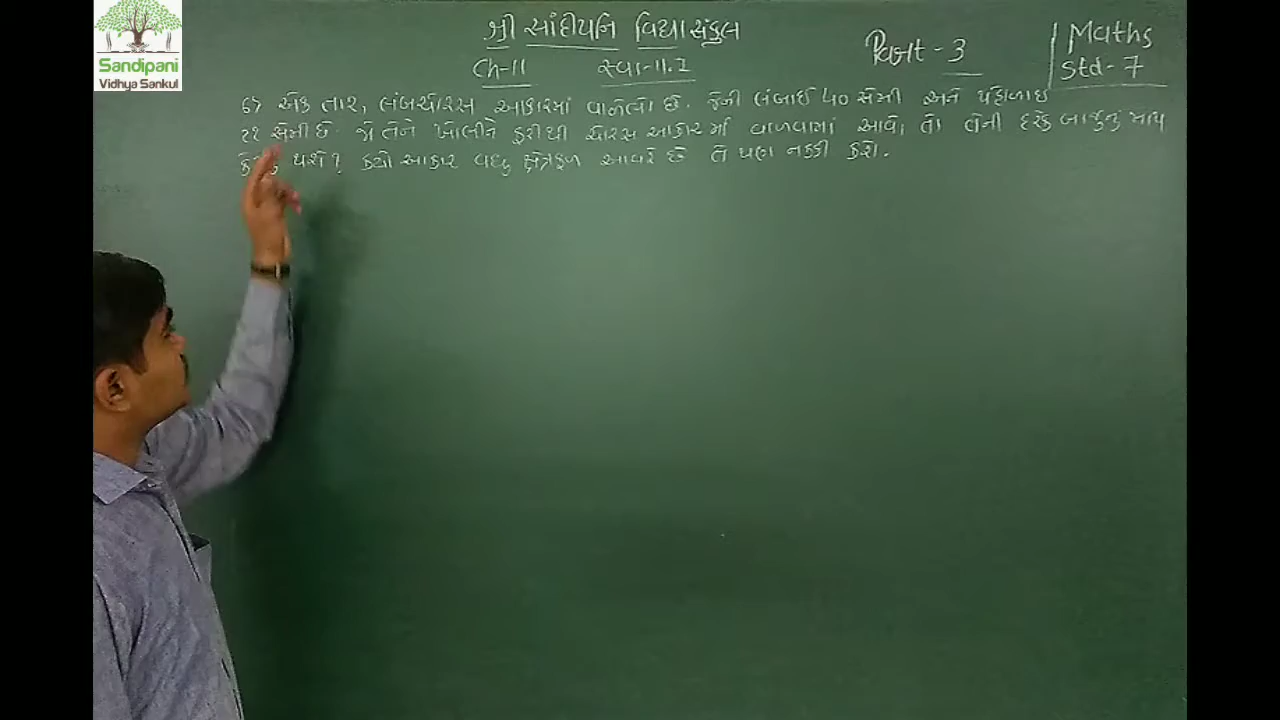 Sandipani
Vidhya Sankul
શ્રી સાંદીપનિ વિદ્યાસંકુલ
Ch-11 સ્વા-11.1
Part - 3
Maths
Std- 7
6) એક તાર, લંબચોરસ આકારમાં વાળેલો છે. જેની લંબાઈ 40 સેમી અને પહોળાઈ
22 સેમી છે. જો તેને ખોલીને ફરીથી ચોરસ આકારમાં વાળવામાં આવે, તો તેની દરેક બાજુનું માપ
થશે? કયો આકાર વધુ ક્ષેત્રફળ આવરે છે તે પણ નક્કી કરો.